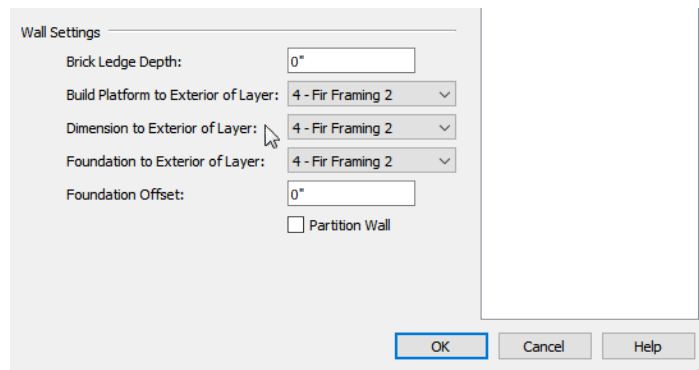 Wall Settings
Brick Ledge Depth: 0"
Build Platform to Exterior of Layer: 4 - Fir Framing 2
Dimension to Exterior of Layer: 4 - Fir Framing 2
Foundation to Exterior of Layer: 4 - Fir Framing 2
Foundation Offset: 0"
Partition Wall
OK Cancel Help